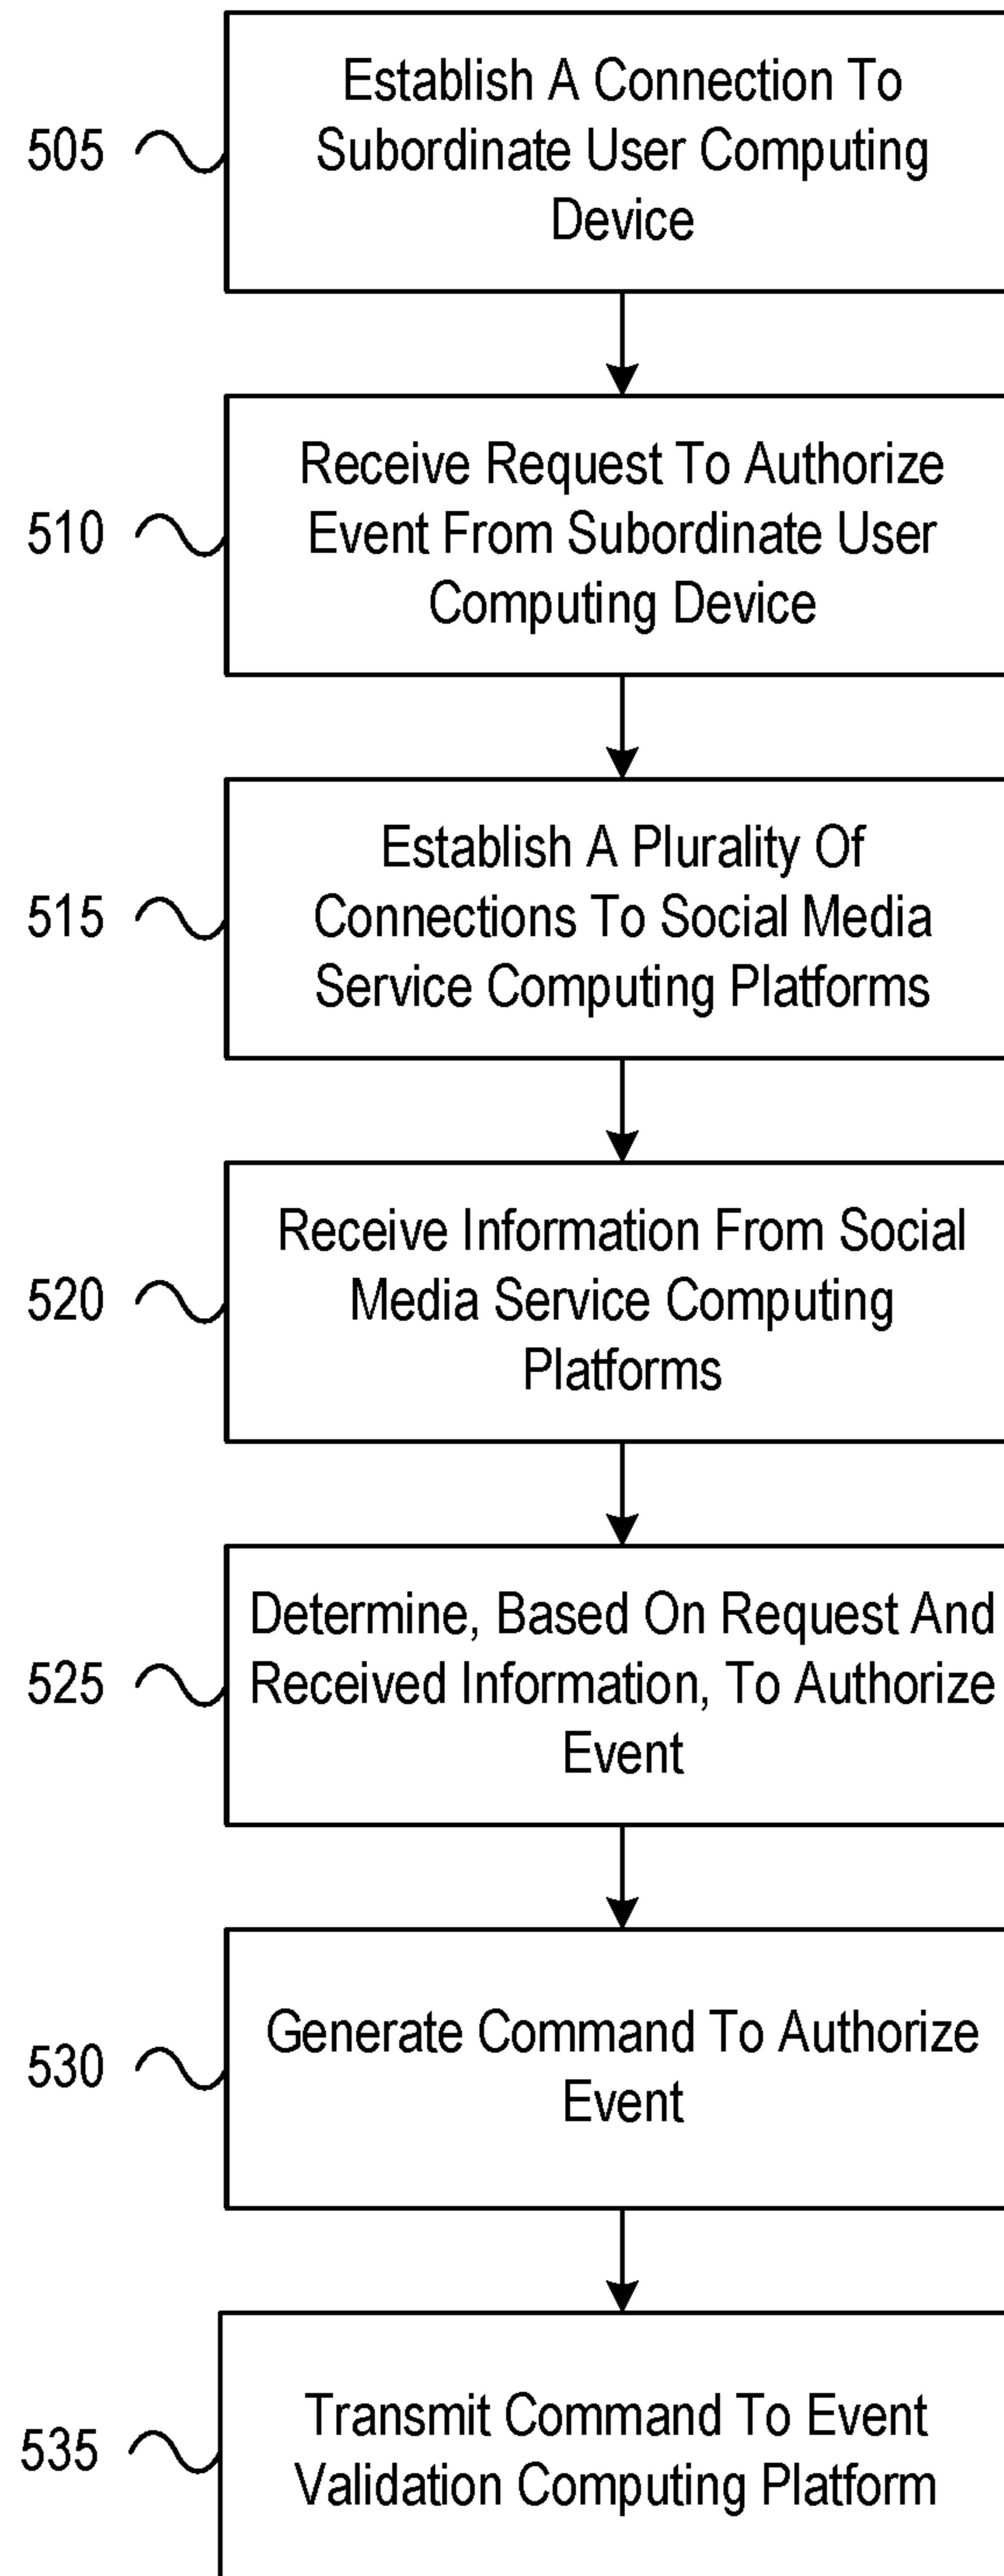 Establish A Connection To
505
Subordinate User Computing
Device
Receive Request To Authorize
510
Event From Subordinate User
Computing Device
Establish A Plurality Of
515
Connections To Social Media
Service Computing Platforms
Receive Information From Social
520
Media Service Computing
Platforms
Determine, Based On Request And
525
Received Information, To Authorize
Event
Generate Command To Authorize
530
Event
Transmit Command To Event
535
Validation Computing Platform